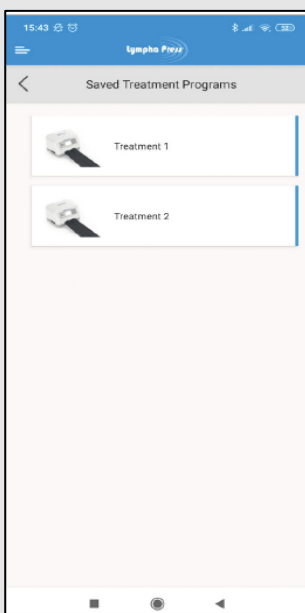 15:43
Lympha Press
Saved Treatment Programs
Treatment 1
Treatment 2